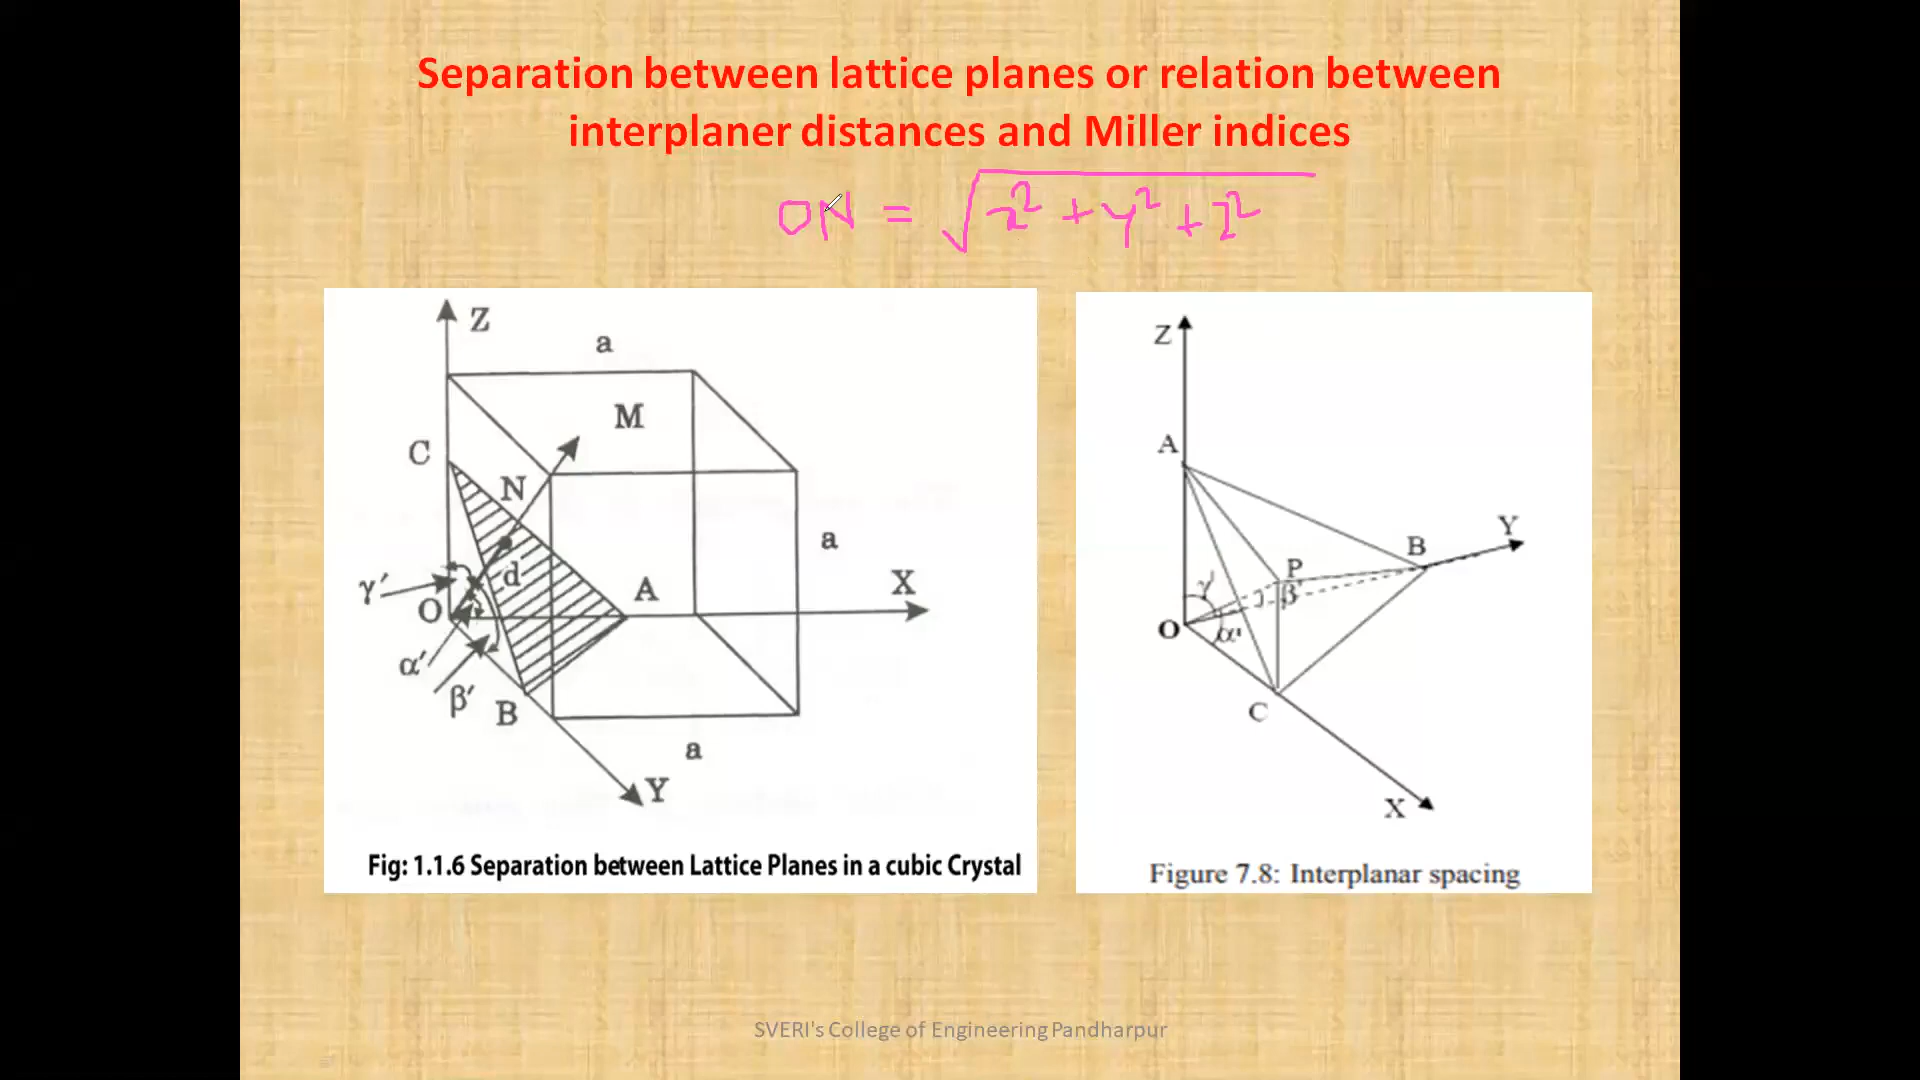 Separation between lattice planes or relation between
interplaner distances and Miller indices
ON = √x² + y² + z²
Z
a
M
C
N
a
d
γ′
O
A
X
α′
β′
B
a
Y
Fig: 1.1.6 Separation between Lattice Planes in a cubic Crystal
Z
A
Y
B
P
γ′
β′
O
α′
C
X
Figure 7.8: Interplanar spacing
SVERI's College of Engineering Pandharpur